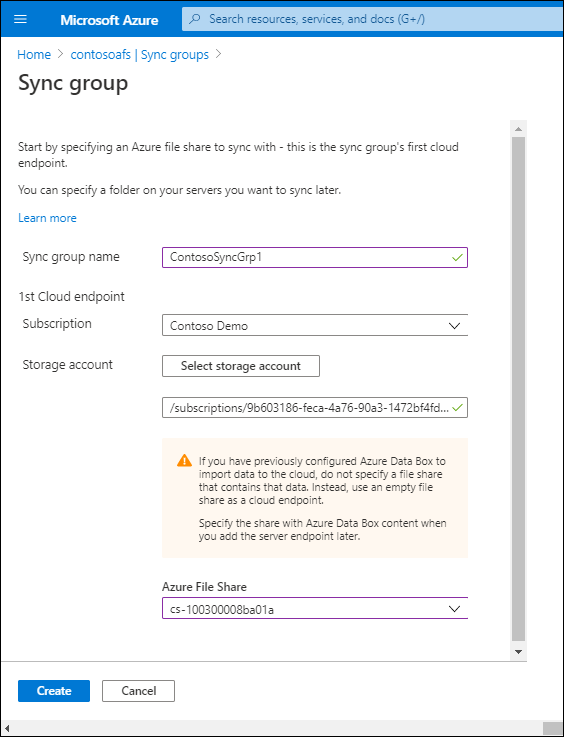 Microsoft Azure
Search resources, services, and docs (G+/)
Home > contosoafs | Sync groups >
Sync group
Start by specifying an Azure file share to sync with - this is the sync group's first cloud
endpoint.
You can specify a folder on your servers you want to sync later.
Learn more
Sync group name
ContosoSyncGrp1
1st Cloud endpoint
Subscription
Contoso Demo
Storage account
Select storage account
/subscriptions/9b603186-feca-4a76-90a3-1472bf4fd...
If you have previously configured Azure Data Box to
import data to the cloud, do not specify a file share
that contains that data. Instead, use an empty file
share as a cloud endpoint.
Specify the share with Azure Data Box content when
you add the server endpoint later.
Azure File Share
cs-100300008ba01a
Create
Cancel